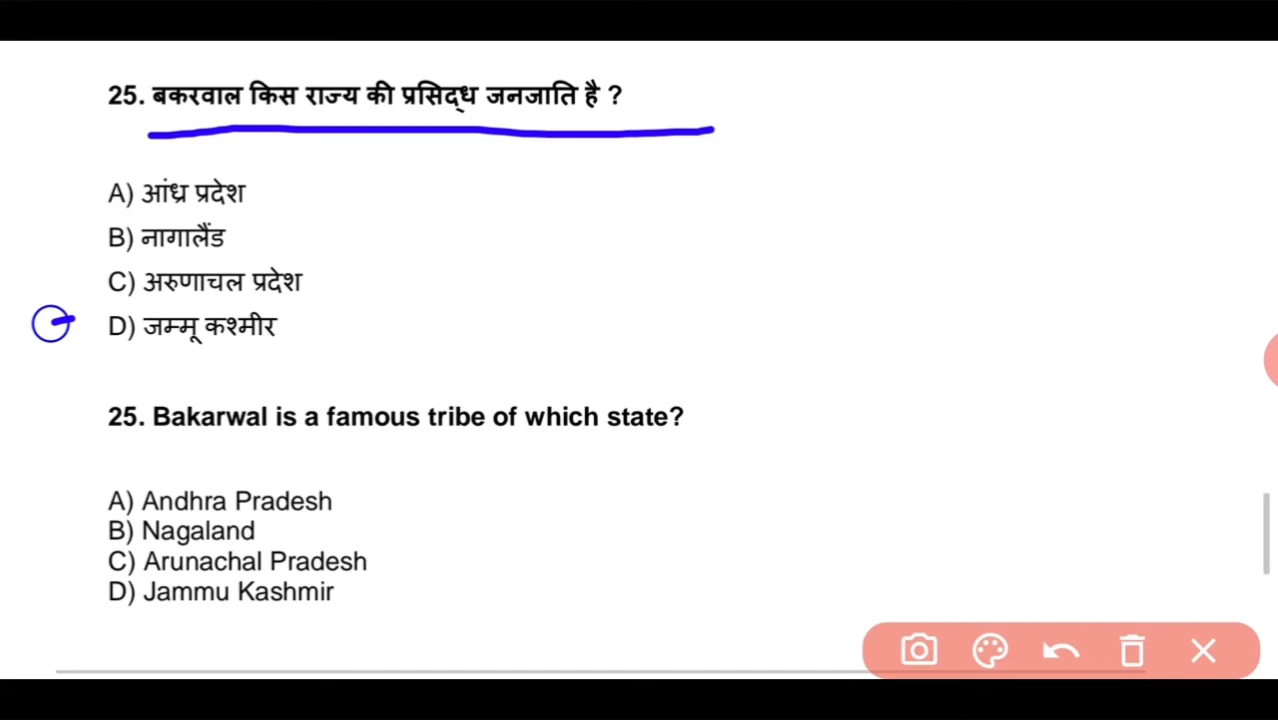 25. बकरवाल किस राज्य की प्रसिद्ध जनजाति है ?
A) आंध्र प्रदेश
B) नागालैंड
C) अरुणाचल प्रदेश
D) जम्मू कश्मीर
25. Bakarwal is a famous tribe of which state?
A) Andhra Pradesh
B) Nagaland
C) Arunachal Pradesh
D) Jammu Kashmir